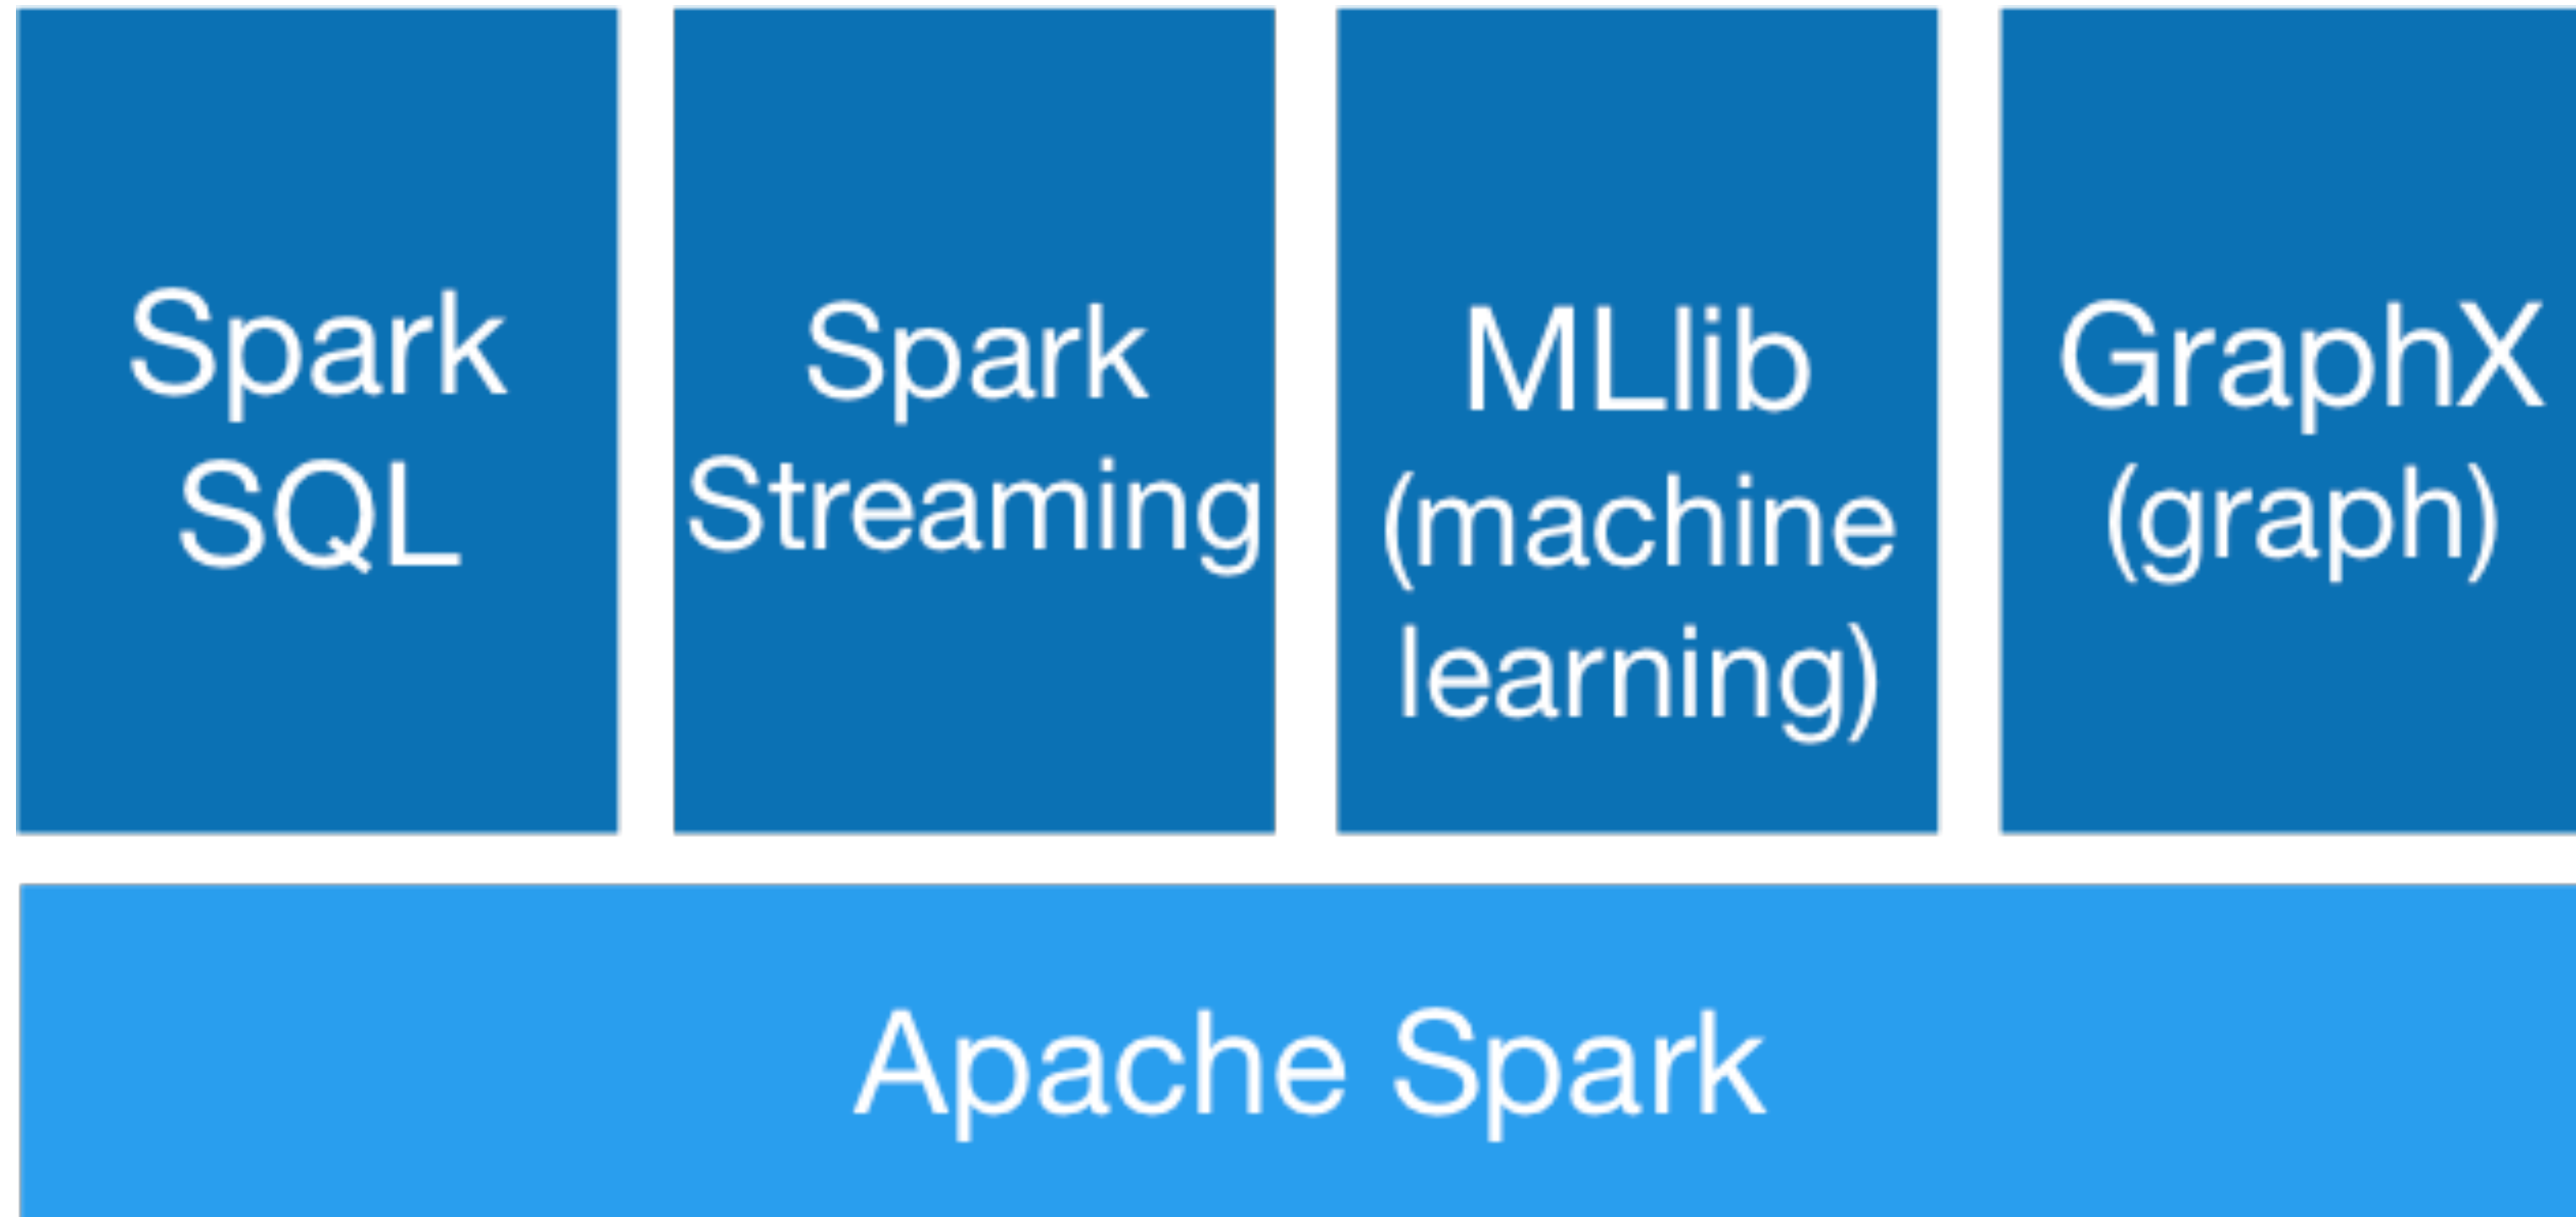 Spark
SQL
Spark
Streaming
MLlib
(machine
learning)
GraphX
(graph)
Apache Spark